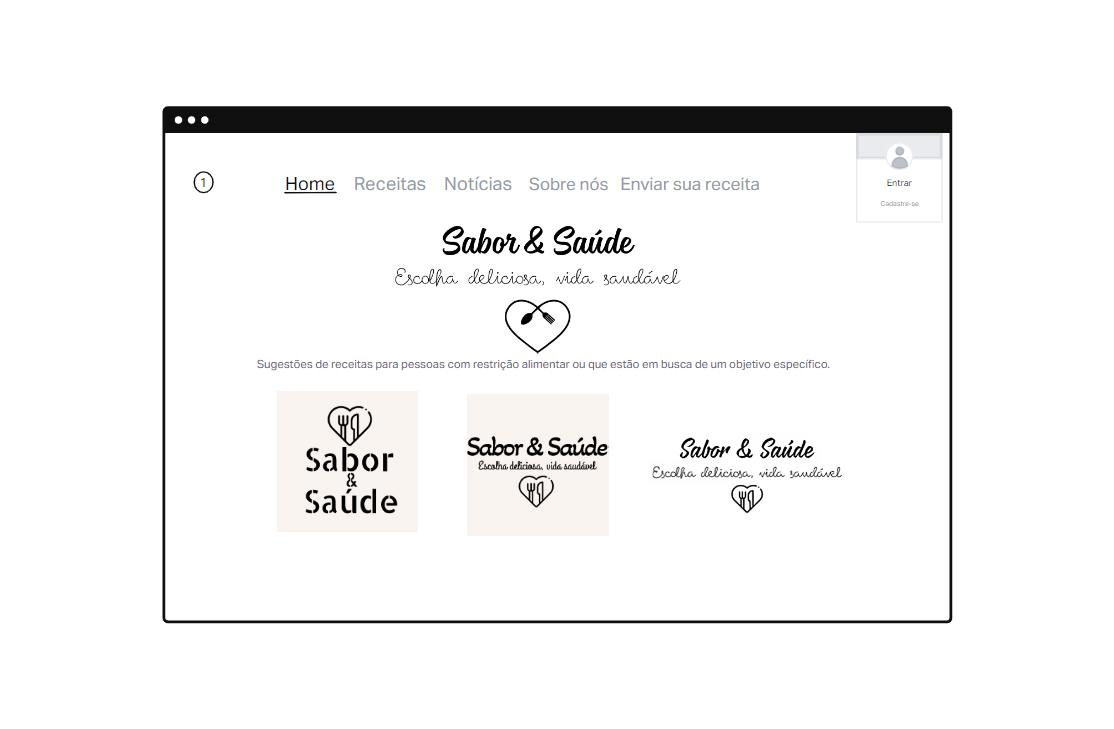 Entrar
Cadastre-se
1 Home Receitas Notícias Sobre nós Enviar sua receita
Sabor & Saúde
Escolha deliciosa, vida saudável
Sugestões de receitas para pessoas com restrição alimentar ou que estão em busca de um objetivo específico.
Sabor
&
Saúde
Sabor & Saúde
Escolha deliciosa, vida saudável
Sabor & Saúde
Escolha deliciosa, vida saudável